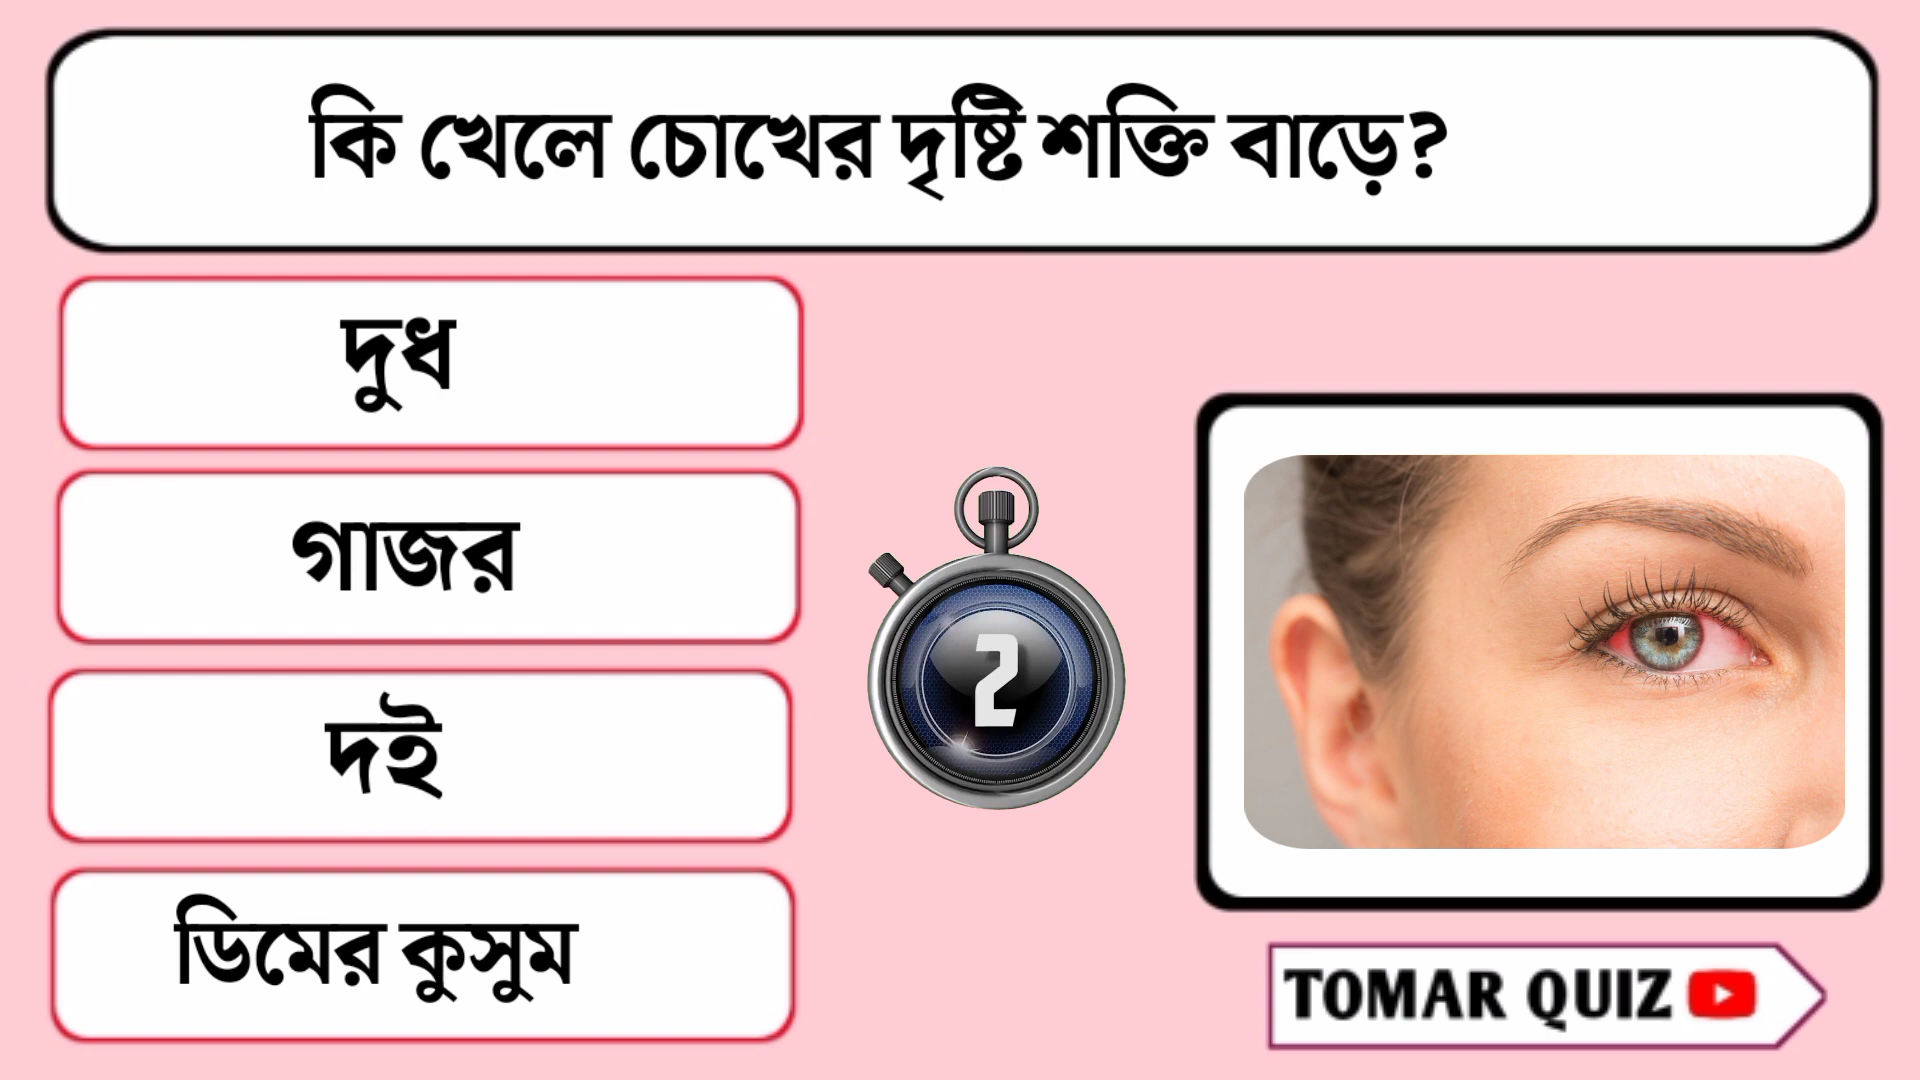 কি খেলে চোখের দৃষ্টি শক্তি বাড়ে?
দুধ
গাজর
দই
ডিমের কুসুম
2
TOMAR QUIZ